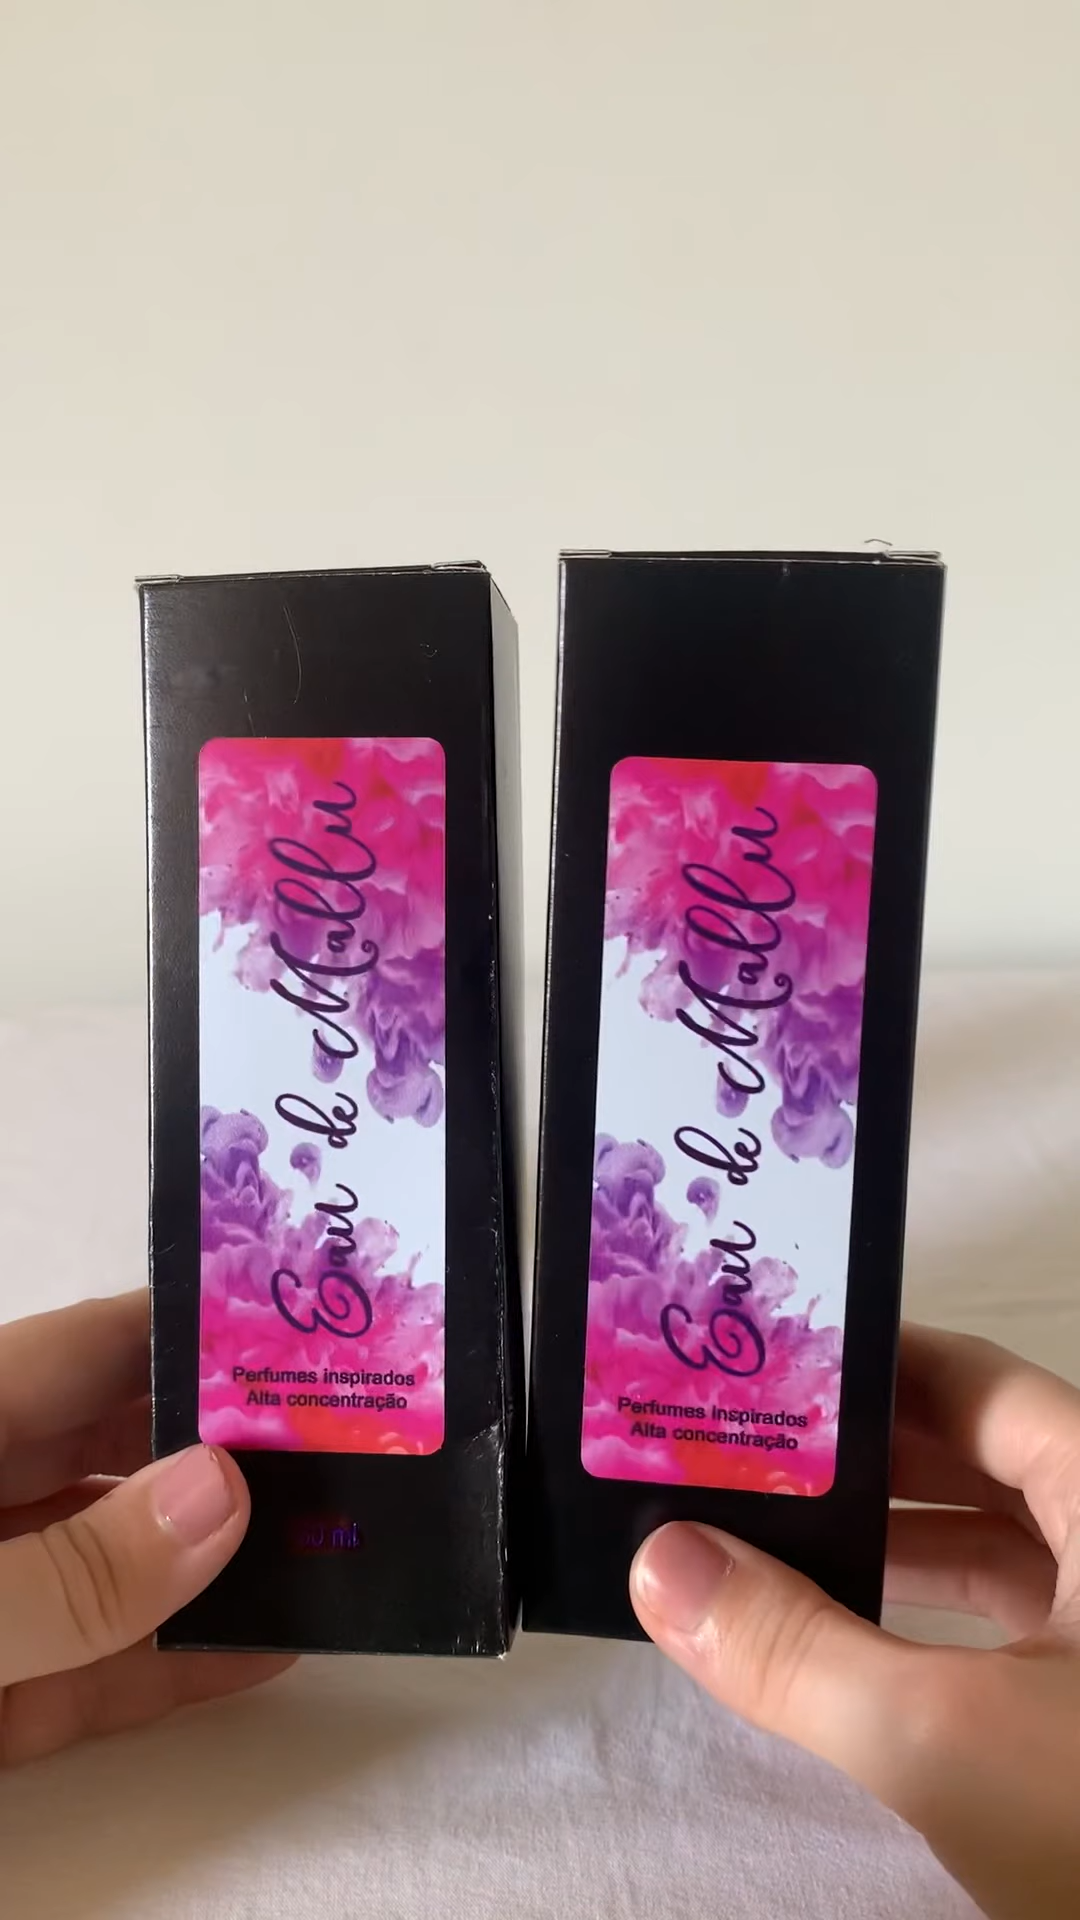 Eau de Mallu
Perfumes inspirados
Alta concentração
Eau de Mallu
Perfumes inspirados
Alta concentração